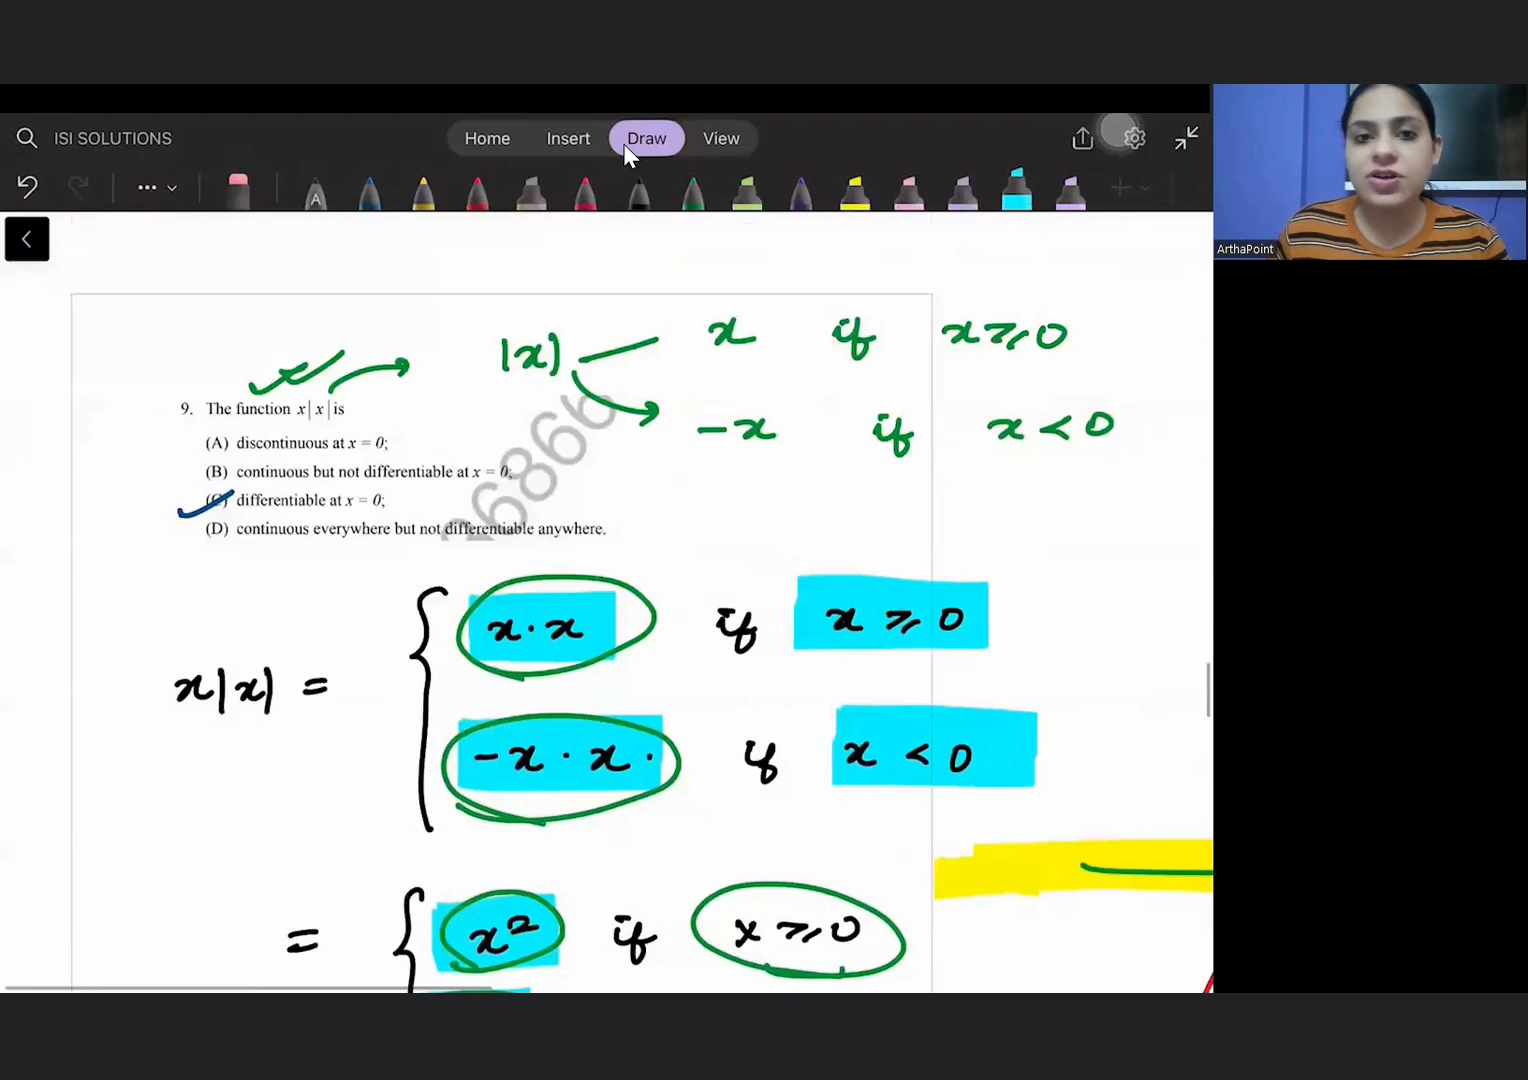 ISI SOLUTIONS
Home Insert Draw View
A
ArthaPoint
|x| x if x ≥ 0
-x if x < 0
9. The function x| x | is
(A) discontinuous at x = 0;
(B) continuous but not differentiable at x = 0;
(C) differentiable at x = 0;
(D) continuous everywhere but not differentiable anywhere.
x·x if x ≥ 0
x|x| =
-x · x · if x < 0
= { x² if x ≥ 0